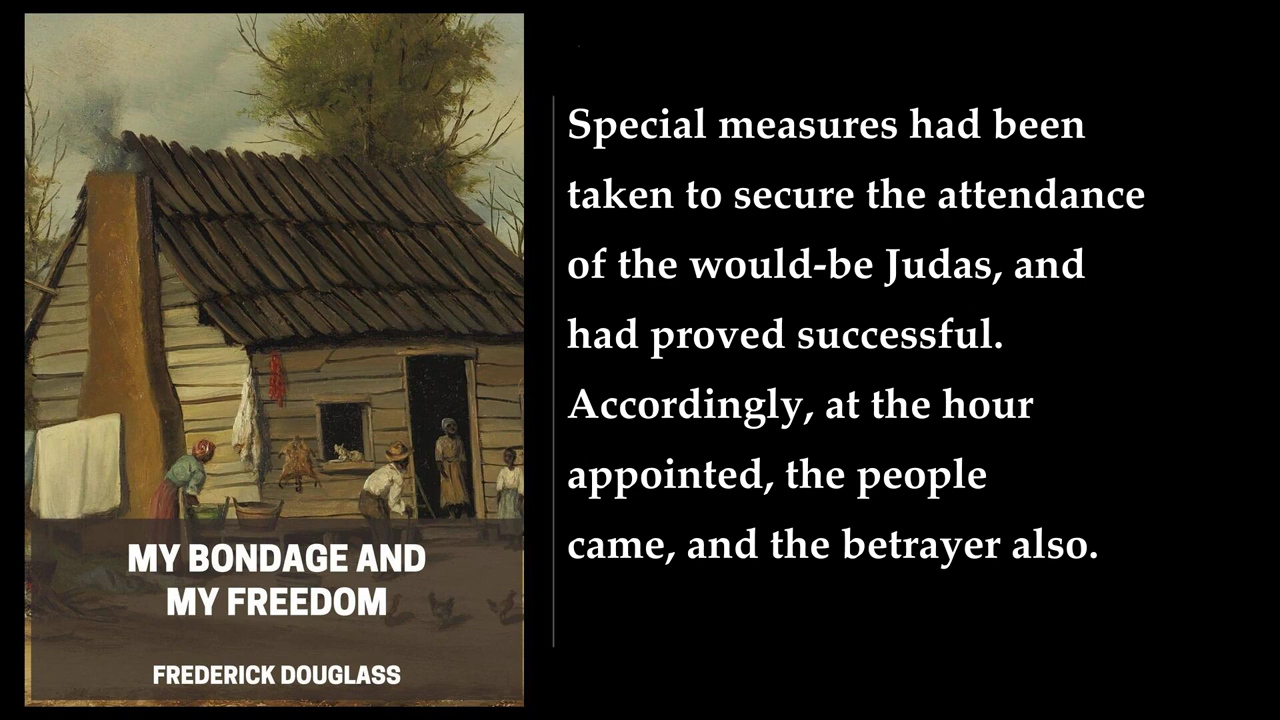 MY BONDAGE AND
MY FREEDOM
FREDERICK DOUGLASS
Special measures had been
taken to secure the attendance
of the would-be Judas, and
had proved successful.
Accordingly, at the hour
appointed, the people
came, and the betrayer also.